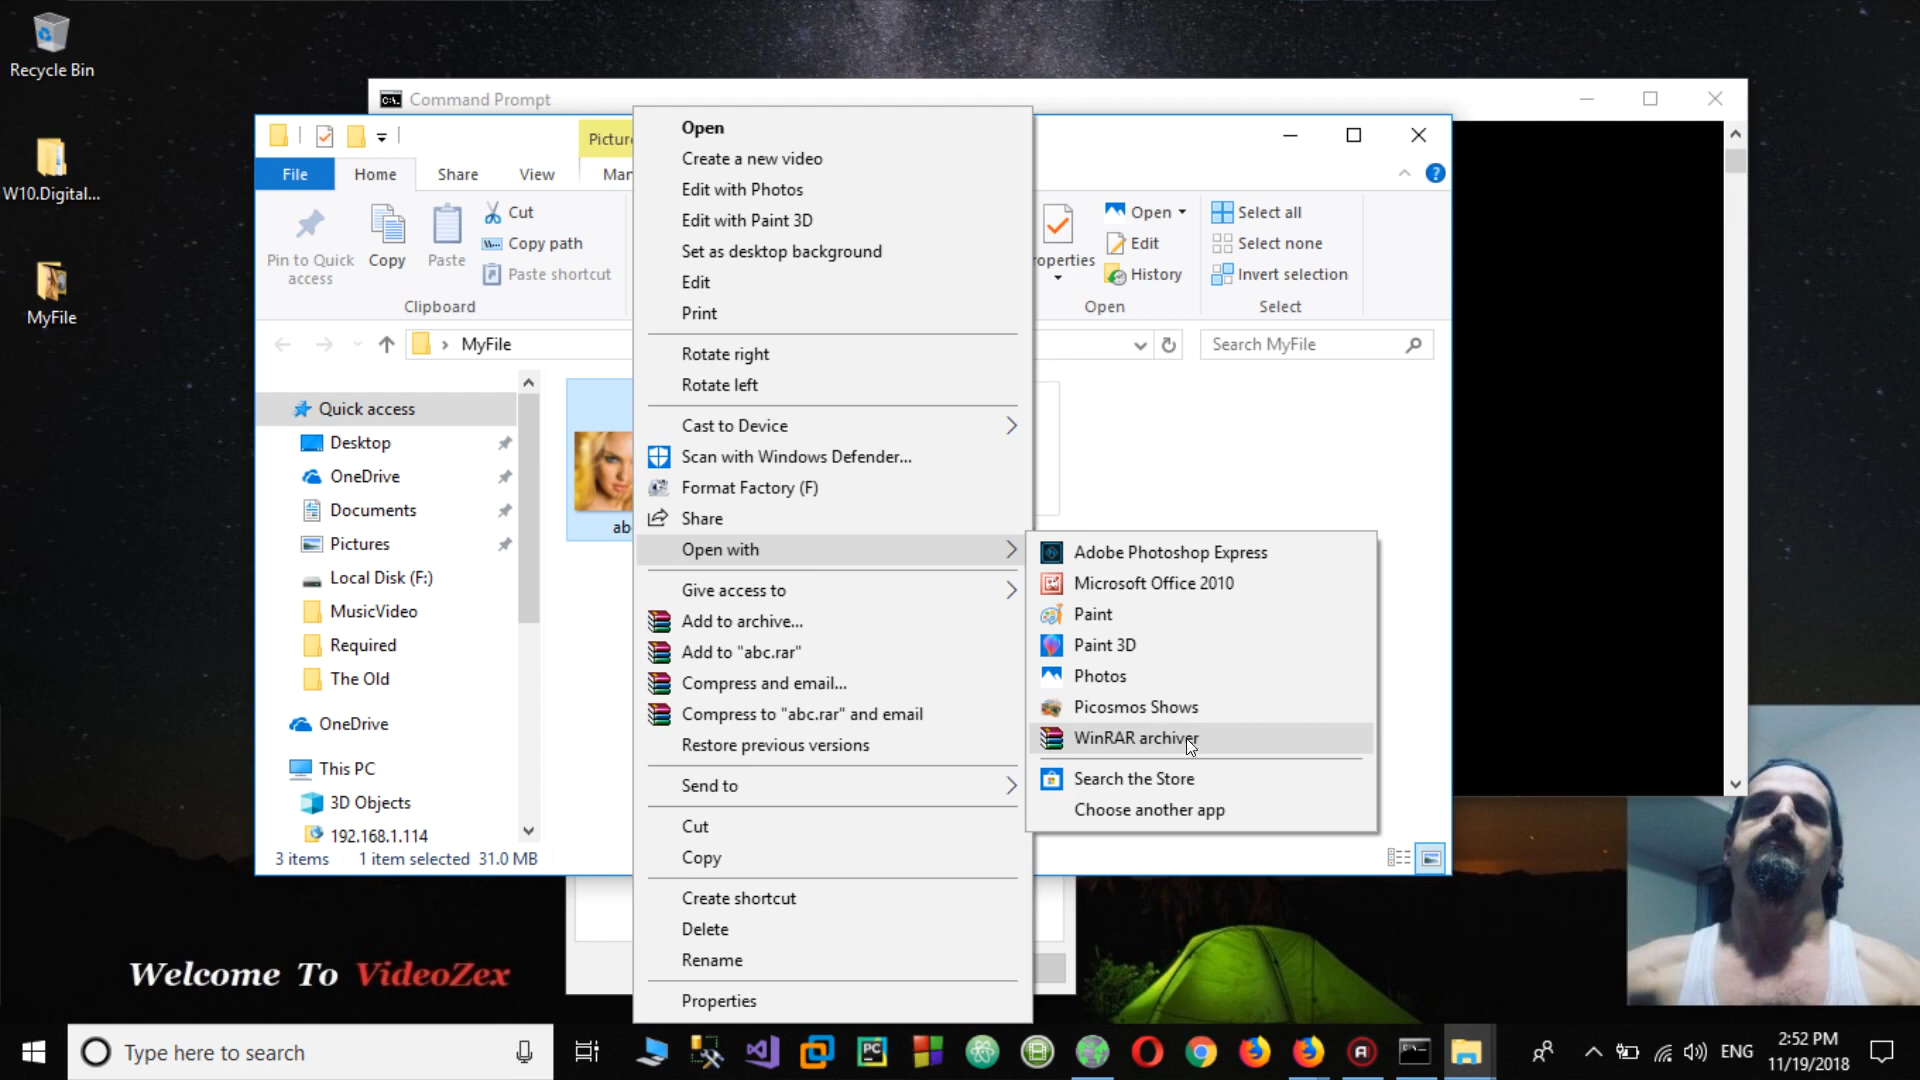 Recycle Bin
W10.Digital...
MyFile
Command Prompt
File
Home
Share
View
Pin to Quick
access
Copy
Paste
Cut
Copy path
Paste shortcut
Clipboard
Open
Edit
History
Open
Select all
Select none
Invert selection
Select
MyFile
Search MyFile
Quick access
Desktop
OneDrive
Documents
Pictures
Local Disk (F:)
MusicVideo
Required
The Old
OneDrive
This PC
3D Objects
192.168.1.114
3 items
1 item selected 31.0 MB
Open
Create a new video
Edit with Photos
Edit with Paint 3D
Set as desktop background
Edit
Print
Rotate right
Rotate left
Cast to Device
Scan with Windows Defender...
Format Factory (F)
Share
Open with
Give access to
Add to archive...
Add to "abc.rar"
Compress and email...
Compress to "abc.rar" and email
Restore previous versions
Send to
Cut
Copy
Create shortcut
Delete
Rename
Properties
Adobe Photoshop Express
Microsoft Office 2010
Paint
Paint 3D
Photos
Picosmos Shows
WinRAR archiver
Search the Store
Choose another app
Welcome To VideoZex
Type here to search
ENG
2:52 PM
11/19/2018